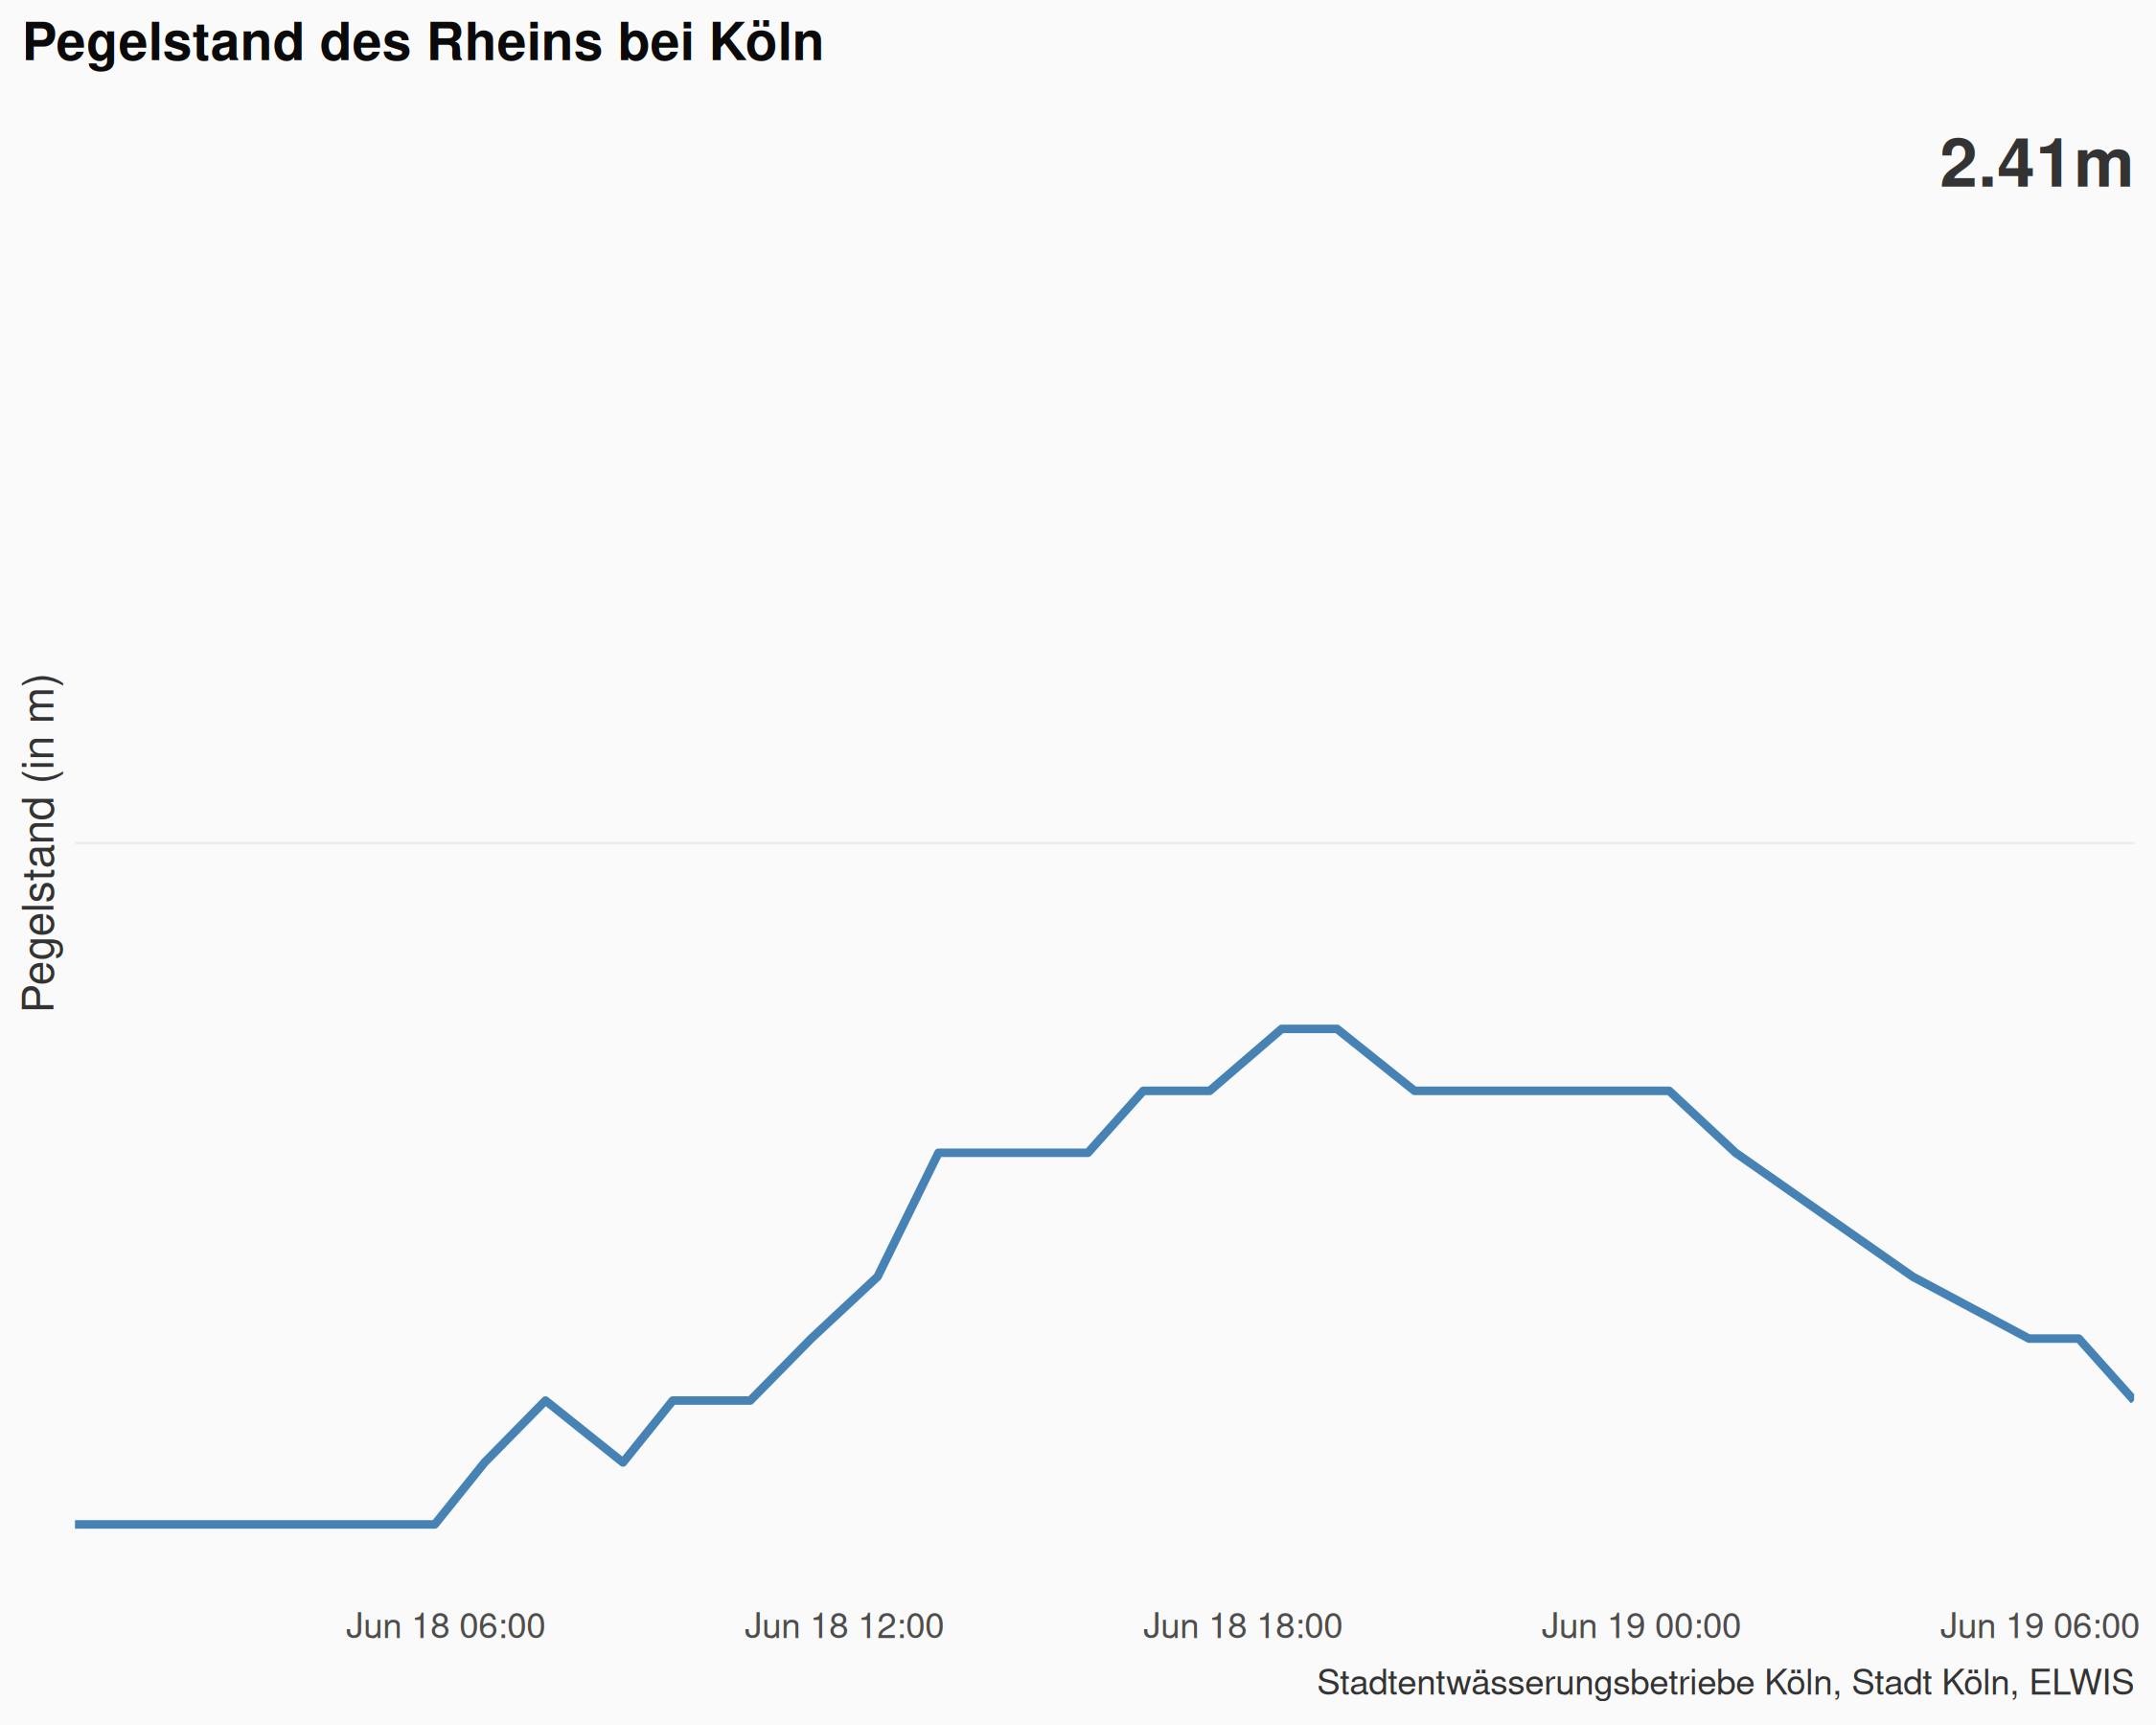 Pegelstand des Rheins bei Köln
2.41m
Pegelstand (in m)
Jun 18 06:00
Jun 18 12:00
Jun 18 18:00
Jun 19 00:00
Jun 19 06:00
Stadtentwässerungsbetriebe Köln, Stadt Köln, ELWIS